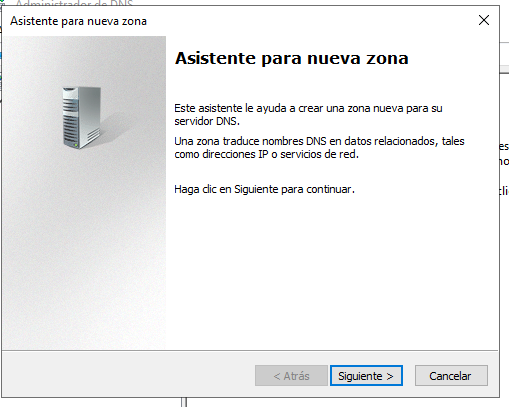 Administrador de DNS
Asistente para nueva zona
Asistente para nueva zona
Este asistente le ayuda a crear una zona nueva para su
servidor DNS.
Una zona traduce nombres DNS en datos relacionados, tales
como direcciones IP o servicios de red.
Haga clic en Siguiente para continuar.
< Atrás
Siguiente >
Cancelar